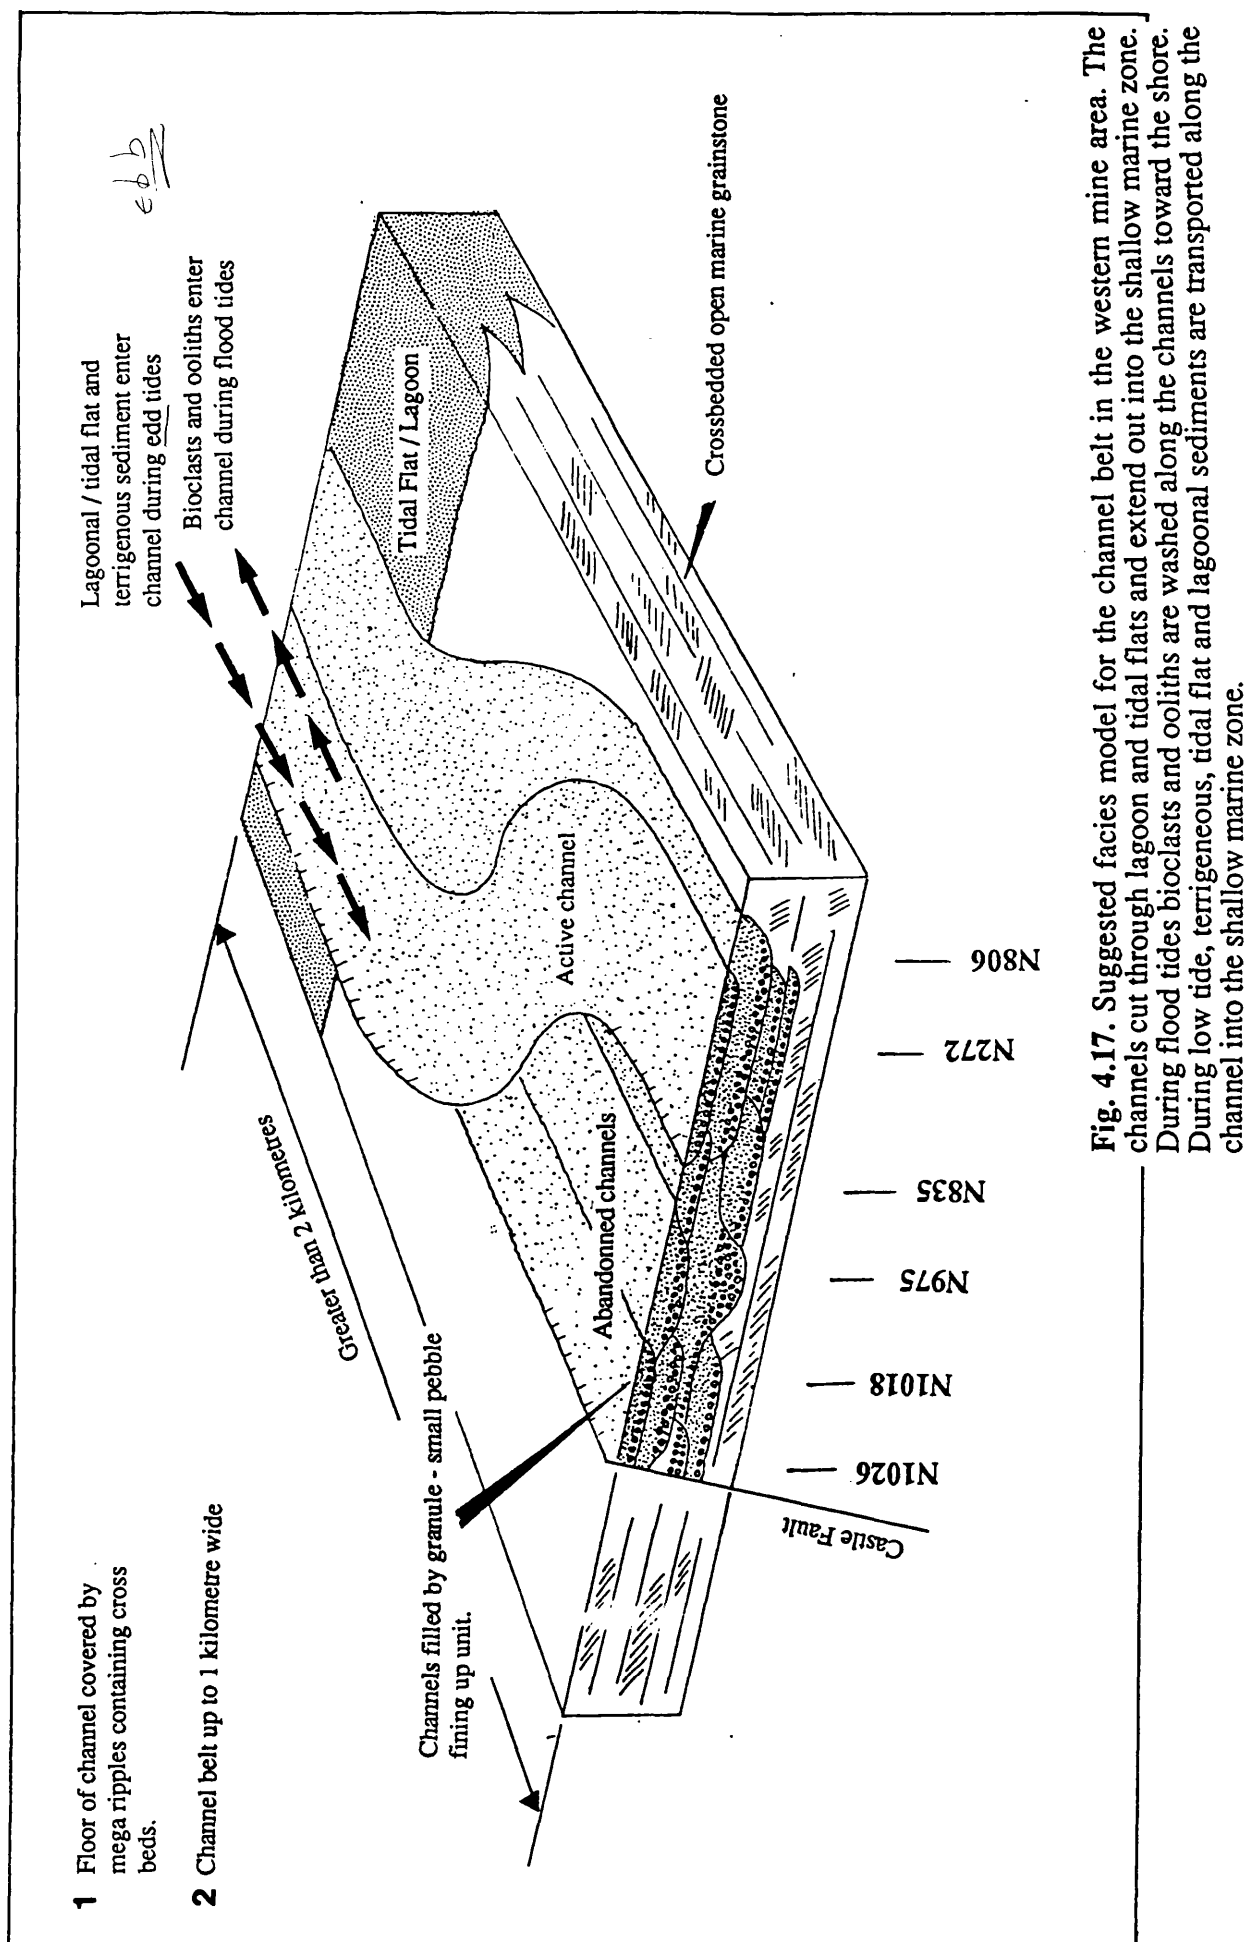 1 Floor of channel covered by
mega ripples containing cross
beds.
2 Channel belt up to 1 kilometre wide
Lagoonal / tidal flat and
terrigenous sediment enter
channel during edd tides
ebb
Bioclasts and ooliths enter
channel during flood tides
Greater than 2 kilometres
Channels filled by granule - small pebble
fining up unit.
Tidal Flat / Lagoon
Active channel
Abandonned channels
Crossbedded open marine grainstone
Castle Fault
N1026
N1018
N975
N835
N272
N806
Fig. 4.17. Suggested facies model for the channel belt in the western mine area. The
channels cut through lagoon and tidal flats and extend out into the shallow marine zone.
During flood tides bioclasts and ooliths are washed along the channels toward the shore.
During low tide, terrigeneous, tidal flat and lagoonal sediments are transported along the
channel into the shallow marine zone.